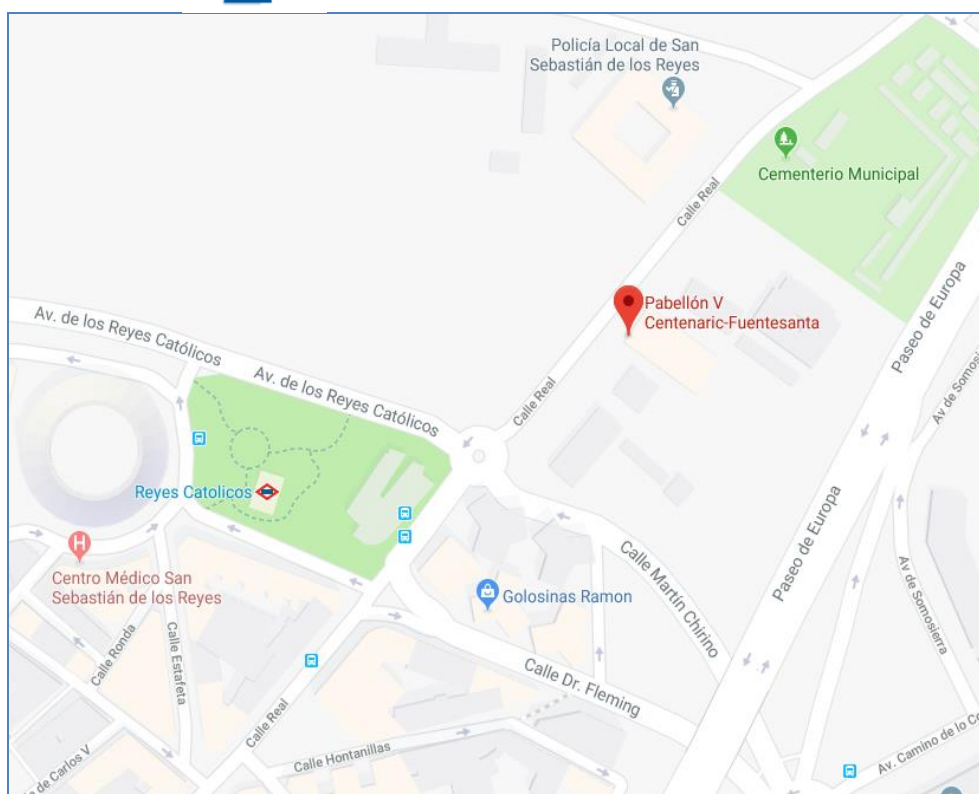 Policía Local de San
Sebastián de los Reyes
Cementerio Municipal
Calle Real
Pabellón V
Centenaric-Fuentesanta
Paseo de Europa
Av. de los Reyes Católicos
Av. de los Reyes Católicos
Calle Real
Av de Somosierra
Reyes Catolicos
H
Centro Médico San
Sebastián de los Reyes
Golosinas Ramon
Calle Martín Chirino
Paseo de Europa
Av de Somosierra
Calle Ronda
Calle Estafeta
Calle Dr. Fleming
Calle Real
Calle Hontanillas
de Carlos V
Av. Camino de lo